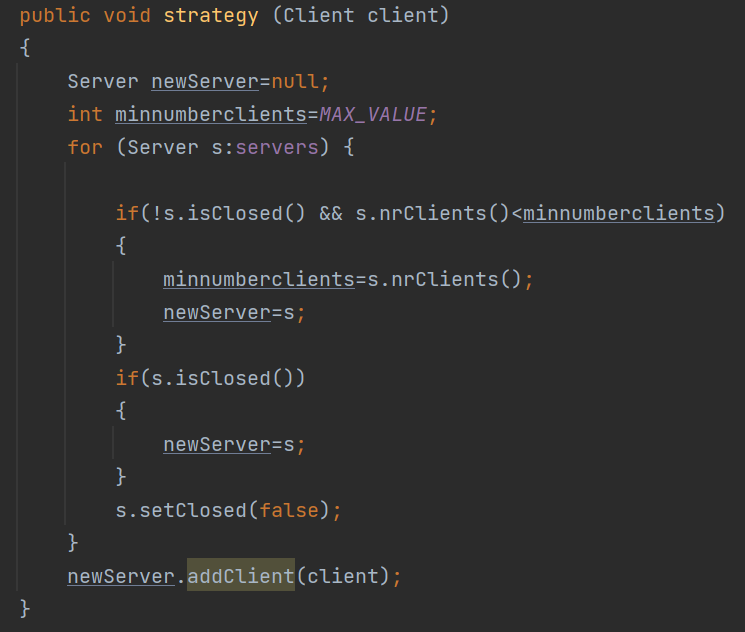 public void strategy (Client client)
{
    Server newServer=null;
    int minnumberclients=MAX_VALUE;
    for (Server s:servers) {
        if(!s.isClosed() && s.nrClients()<minnumberclients)
        {
            minnumberclients=s.nrClients();
            newServer=s;
        }
        if(s.isClosed())
        {
            newServer=s;
        }
        s.setClosed(false);
    }
    newServer.addClient(client);
}